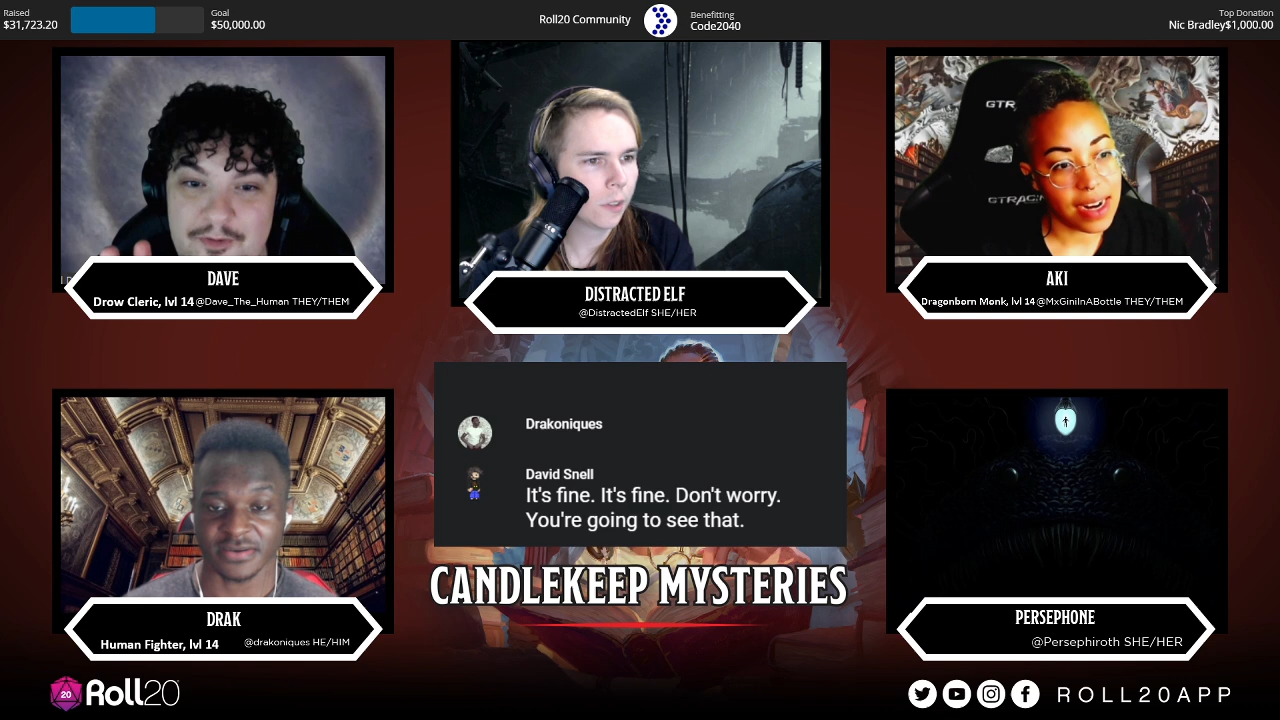 Raised
$31,723.20
Goal
$50,000.00
Roll20 Community
Benefitting
Code2040
Top Donation
Nic Bradley$1,000.00
GTR
GTRACIN
DAVE
Drow Cleric, lvl 14 @Dave_The_Human THEY/THEM
DISTRACTED ELF
@DistractedElf SHE/HER
AKI
Dragonborn Monk, lvl 14 @MxGiniInABottle THEY/THEM
Drakoniques
David Snell
It's fine. It's fine. Don't worry.
You're going to see that.
CANDLEKEEP MYSTERIES
DRAK
Human Fighter, lvl 14 @drakoniques HE/HIM
PERSEPHONE
@Persephiroth SHE/HER
20 Roll20
ROLL20APP